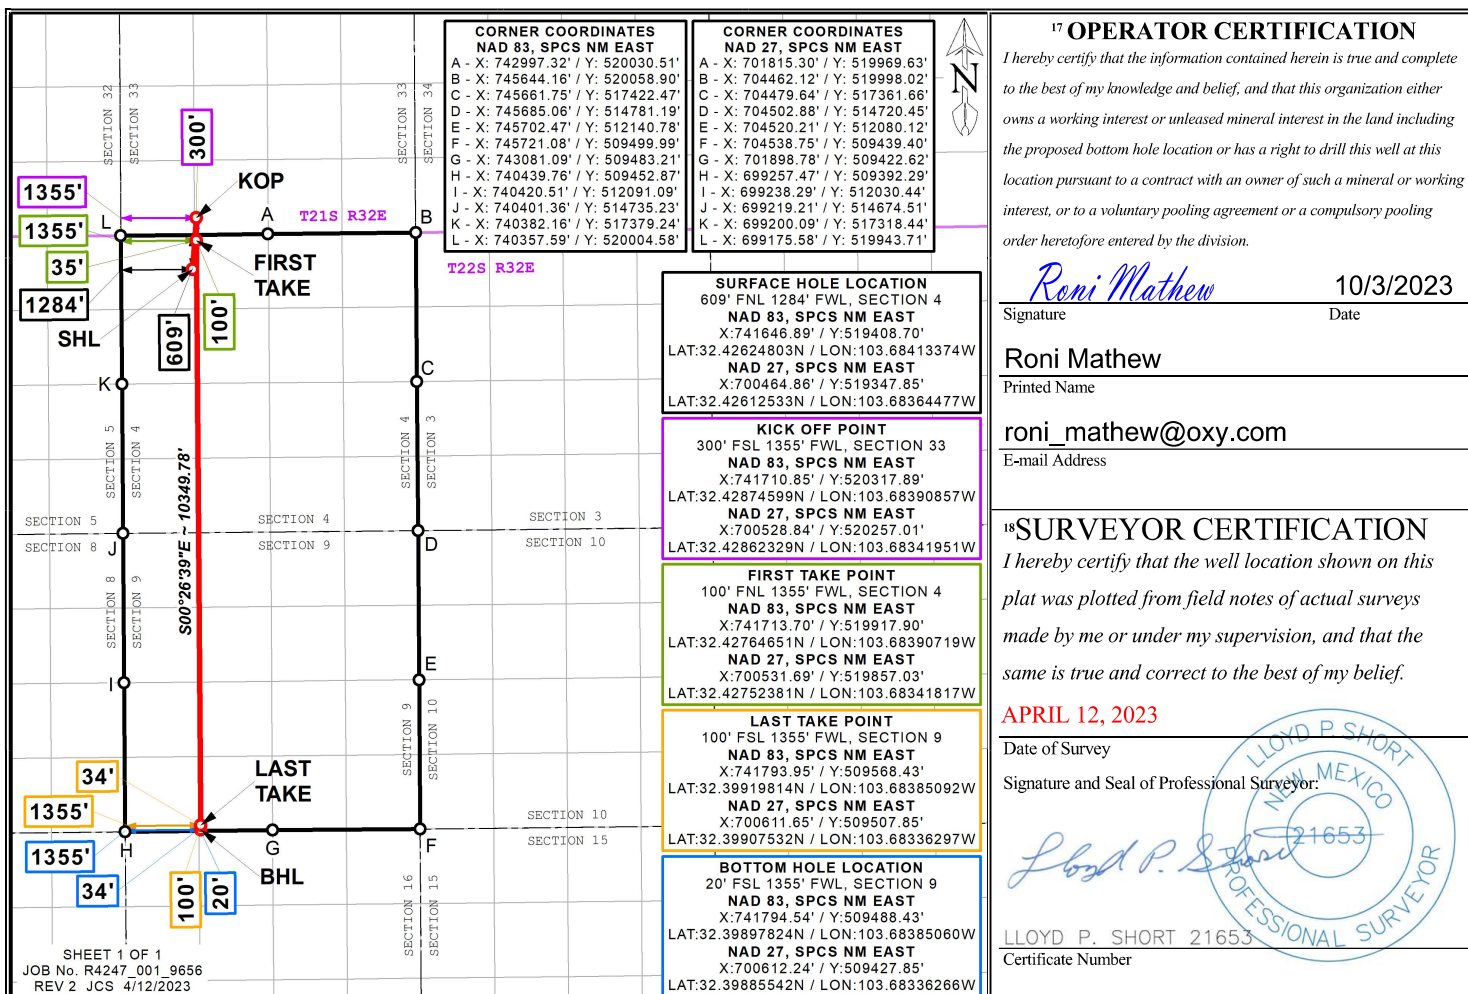 SECTION 32
SECTION 33
SECTION 33
SECTION 34
300'
1355'
KOP
L
A
T21S R32E
B
1355'
35'
FIRST
TAKE
T22S R32E
1284'
SHL
609'
100'
K
C
SECTION 5
SECTION 4
SECTION 4
SECTION 3
S00°26'39"E ~ 10349.78'
SECTION 5
SECTION 4
SECTION 3
SECTION 8
J
SECTION 9
D
SECTION 10
SECTION 8
SECTION 9
I
E
SECTION 9
SECTION 10
34'
LAST
TAKE
1355'
SECTION 10
H
G
F
SECTION 15
1355'
34'
100'
20'
BHL
SECTION 16
SECTION 15
SHEET 1 OF 1
JOB No. R4247_001_9656
REV 2 JCS 4/12/2023
CORNER COORDINATES
NAD 83, SPCS NM EAST
A - X: 742997.32' / Y: 520030.51'
B - X: 745644.16' / Y: 520058.90'
C - X: 745661.75' / Y: 517422.47'
D - X: 745685.06' / Y: 514781.19'
E - X: 745702.47' / Y: 512140.78'
F - X: 745721.08' / Y: 509499.99'
G - X: 743081.09' / Y: 509483.21'
H - X: 740439.76' / Y: 509452.87'
I - X: 740420.51' / Y: 512091.09'
J - X: 740401.36' / Y: 514735.23'
K - X: 740382.16' / Y: 517379.24'
L - X: 740357.59' / Y: 520004.58'
CORNER COORDINATES
NAD 27, SPCS NM EAST
A - X: 701815.30' / Y: 519969.63'
B - X: 704462.12' / Y: 519998.02'
C - X: 704479.64' / Y: 517361.66'
D - X: 704502.88' / Y: 514720.45'
E - X: 704520.21' / Y: 512080.12'
F - X: 704538.75' / Y: 509439.40'
G - X: 701898.78' / Y: 509422.62'
H - X: 699257.47' / Y: 509392.29'
I - X: 699238.29' / Y: 512030.44'
J - X: 699219.21' / Y: 514674.51'
K - X: 699200.09' / Y: 517318.44'
L - X: 699175.58' / Y: 519943.71'
N
SURFACE HOLE LOCATION
609' FNL 1284' FWL, SECTION 4
NAD 83, SPCS NM EAST
X:741646.89' / Y:519408.70'
LAT:32.42624803N / LON:103.68413374W
NAD 27, SPCS NM EAST
X:700464.86' / Y:519347.85'
LAT:32.42612533N / LON:103.68364477W
KICK OFF POINT
300' FSL 1355' FWL, SECTION 33
NAD 83, SPCS NM EAST
X:741710.85' / Y:520317.89'
LAT:32.42874599N / LON:103.68390857W
NAD 27, SPCS NM EAST
X:700528.84' / Y:520257.01'
LAT:32.42862329N / LON:103.68341951W
FIRST TAKE POINT
100' FNL 1355' FWL, SECTION 4
NAD 83, SPCS NM EAST
X:741713.70' / Y:519917.90'
LAT:32.42764651N / LON:103.68390719W
NAD 27, SPCS NM EAST
X:700531.69' / Y:519857.03'
LAT:32.42752381N / LON:103.68341817W
LAST TAKE POINT
100' FSL 1355' FWL, SECTION 9
NAD 83, SPCS NM EAST
X:741793.95' / Y:509568.43'
LAT:32.39919814N / LON:103.68385092W
NAD 27, SPCS NM EAST
X:700611.65' / Y:509507.85'
LAT:32.39907532N / LON:103.68336297W
BOTTOM HOLE LOCATION
20' FSL 1355' FWL, SECTION 9
NAD 83, SPCS NM EAST
X:741794.54' / Y:509488.43'
LAT:32.39897824N / LON:103.68385060W
NAD 27, SPCS NM EAST
X:700612.24' / Y:509427.85'
LAT:32.39885542N / LON:103.68336266W
17 OPERATOR CERTIFICATION
I hereby certify that the information contained herein is true and complete
to the best of my knowledge and belief, and that this organization either
owns a working interest or unleased mineral interest in the land including
the proposed bottom hole location or has a right to drill this well at this
location pursuant to a contract with an owner of such a mineral or working
interest, or to a voluntary pooling agreement or a compulsory pooling
order heretofore entered by the division.
Roni Mathew 10/3/2023
Signature Date
Roni Mathew
Printed Name
roni_mathew@oxy.com
E-mail Address
18 SURVEYOR CERTIFICATION
I hereby certify that the well location shown on this
plat was plotted from field notes of actual surveys
made by me or under my supervision, and that the
same is true and correct to the best of my belief.
APRIL 12, 2023
Date of Survey
Signature and Seal of Professional Surveyor:
LLOYD P. SHORT
NEW MEXICO
21653
PROFESSIONAL SURVEYOR
Lloyd P. Short
LLOYD P. SHORT 21653
Certificate Number